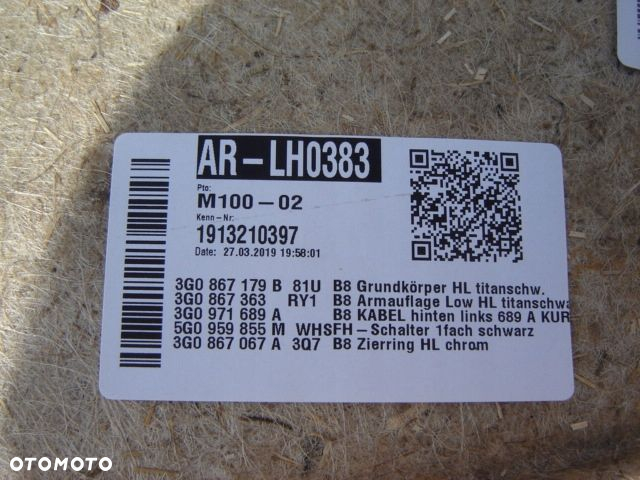 AR-LH0383
Pto:
M100-02
Kenn-Nr:
1913210397
Date: 27.03.2019 19:58:01
3G0 867 179 B 81U B8 Grundkörper HL titanschw.
3G0 867 363 RY1 B8 Armauflage Low HL titanschwa
3G0 971 689 A B8 KABEL hinten links 689 A KUR
5G0 959 855 M WHSFH-Schalter 1fach schwarz
3G0 867 067 A 3Q7 B8 Zierring HL chrom
OTOMOTO